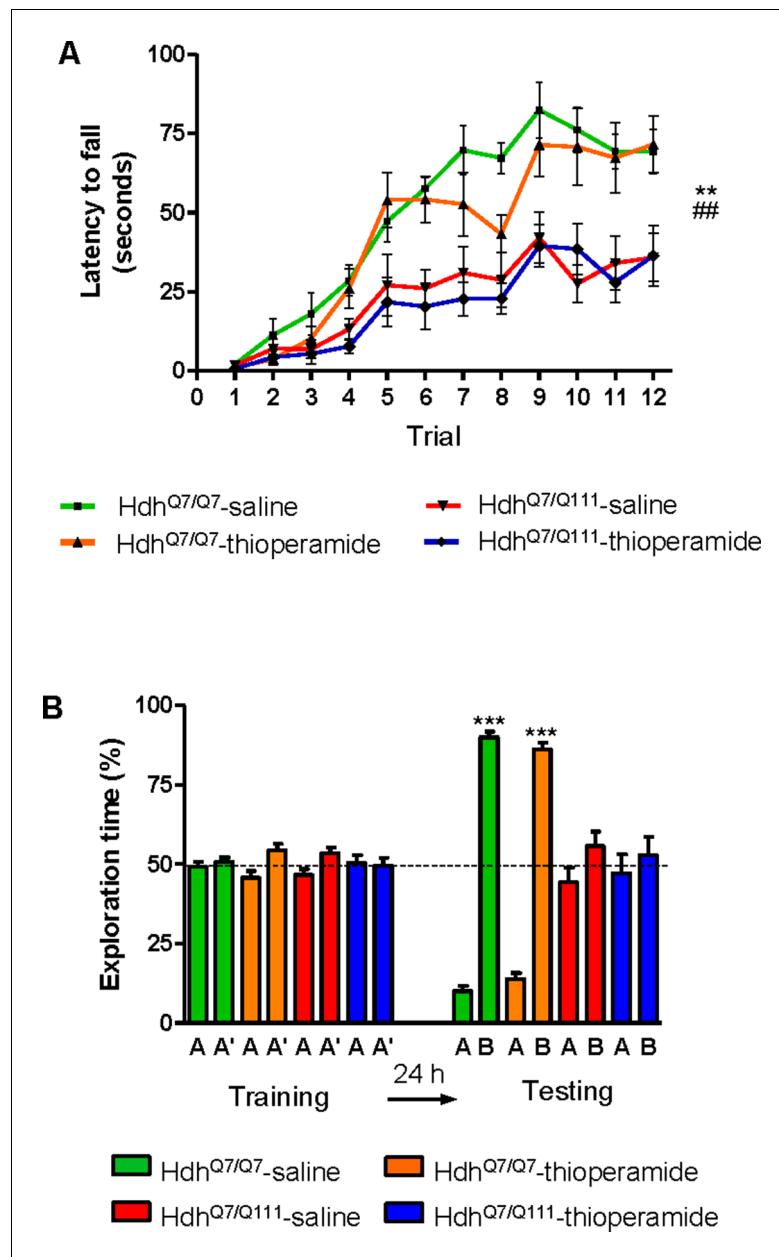 A
Latency to fall
(seconds)
100
75
50
25
0
**
##
0 1 2 3 4 5 6 7 8 9 10 11 12
Trial
HdhQ7/Q7-saline
HdhQ7/Q111-saline
HdhQ7/Q7-thioperamide
HdhQ7/Q111-thioperamide
B
Exploration time (%)
100
75
50
25
0
*** ***
A A' A A' A A' A A' A B A B A B A B
24 h
Training Testing
HdhQ7/Q7-saline
HdhQ7/Q7-thioperamide
HdhQ7/Q111-saline
HdhQ7/Q111-thioperamide